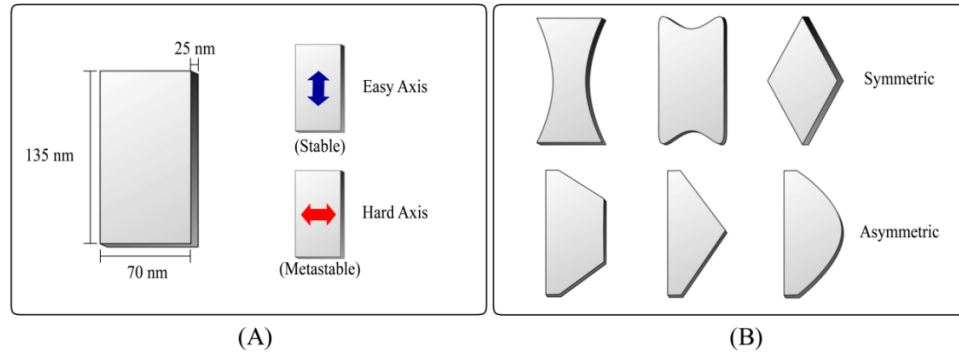 25 nm
135 nm
70 nm
Easy Axis
(Stable)
Hard Axis
(Metastable)
(A)
Symmetric
Asymmetric
(B)